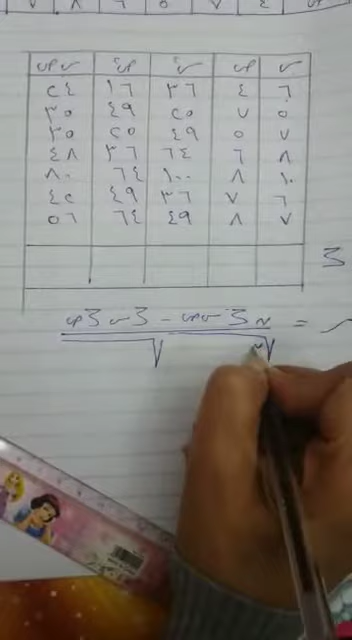 س ص س٢ ص٢ س ص
٦ ٤ ٣٦ ١٦ ٢٤
٥ ٧ ٢٥ ٤٩ ٣٥
٧ ٥ ٤٩ ٢٥ ٣٥
٨ ٦ ٦٤ ٣٦ ٤٨
١٠ ٨ ١٠٠ ٦٤ ٨٠
٦ ٧ ٣٦ ٤٩ ٤٢
٧ ٨ ٤٩ ٦٤ ٥٦
Σ
ر = ن Σ س ص - Σ س Σ ص
√ن √